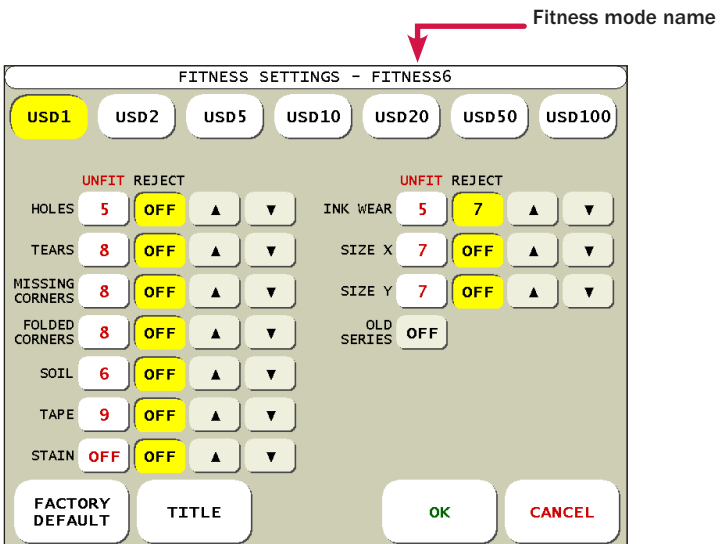 Fitness mode name
FITNESS SETTINGS - FITNESS6
USD1 USD2 USD5 USD10 USD20 USD50 USD100
UNFIT REJECT UNFIT REJECT
HOLES 5 OFF ▲ ▼ INK WEAR 5 7 ▲ ▼
TEARS 8 OFF ▲ ▼ SIZE X 7 OFF ▲ ▼
MISSING
CORNERS 8 OFF ▲ ▼ SIZE Y 7 OFF ▲ ▼
FOLDED
CORNERS 8 OFF ▲ ▼ OLD
SERIES OFF
SOIL 6 OFF ▲ ▼
TAPE 9 OFF ▲ ▼
STAIN OFF OFF ▲ ▼
FACTORY
DEFAULT TITLE OK CANCEL